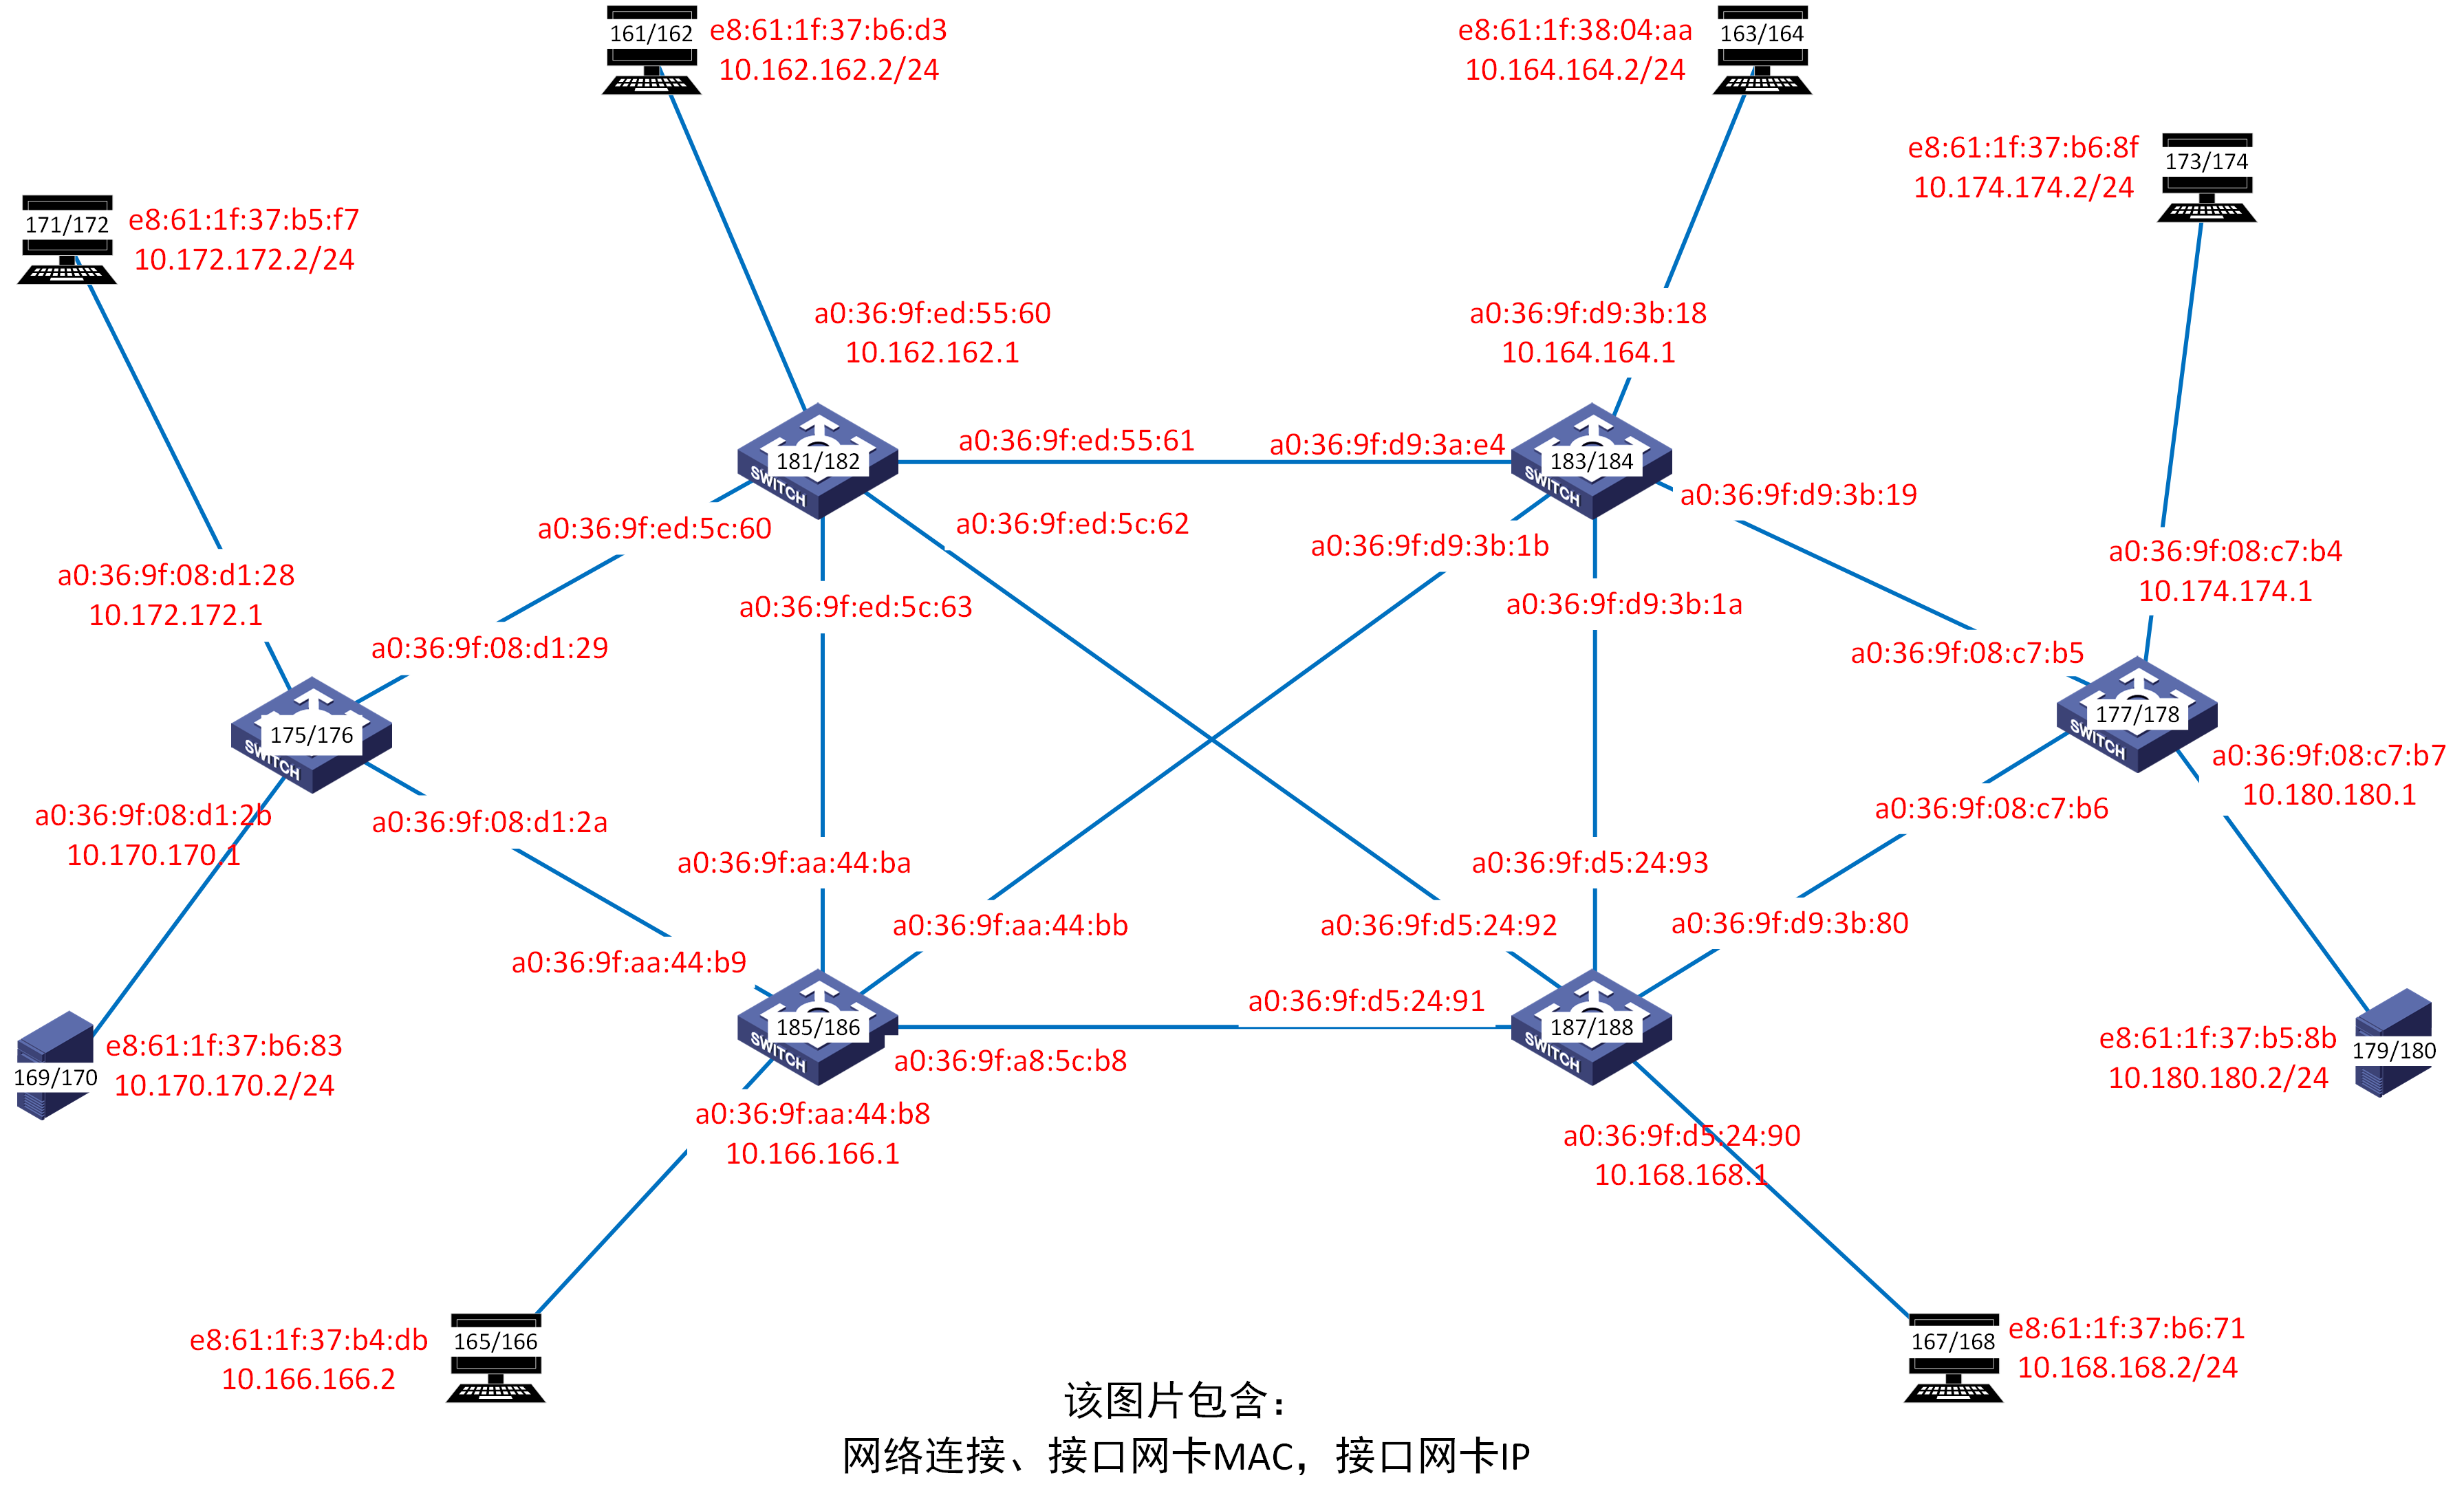 161/162
e8:61:1f:37:b6:d3
10.162.162.2/24
e8:61:1f:38:04:aa
10.164.164.2/24
163/164
e8:61:1f:37:b6:8f
10.174.174.2/24
173/174
171/172
e8:61:1f:37:b5:f7
10.172.172.2/24
a0:36:9f:ed:55:60
10.162.162.1
a0:36:9f:d9:3b:18
10.164.164.1
181/182
SWITCH
a0:36:9f:ed:55:61
a0:36:9f:d9:3a:e4
183/184
SWITCH
a0:36:9f:d9:3b:19
a0:36:9f:ed:5c:60
a0:36:9f:ed:5c:62
a0:36:9f:d9:3b:1b
a0:36:9f:08:c7:b4
10.174.174.1
a0:36:9f:08:d1:28
10.172.172.1
a0:36:9f:ed:5c:63
a0:36:9f:d9:3b:1a
a0:36:9f:08:d1:29
a0:36:9f:08:c7:b5
175/176
SWITCH
177/178
SWITCH
a0:36:9f:08:c7:b7
10.180.180.1
a0:36:9f:08:d1:2b
10.170.170.1
a0:36:9f:08:d1:2a
a0:36:9f:08:c7:b6
a0:36:9f:aa:44:ba
a0:36:9f:d5:24:93
a0:36:9f:aa:44:bb
a0:36:9f:d5:24:92
a0:36:9f:d9:3b:80
a0:36:9f:aa:44:b9
a0:36:9f:d5:24:91
185/186
SWITCH
187/188
SWITCH
a0:36:9f:a8:5c:b8
169/170
e8:61:1f:37:b6:83
10.170.170.2/24
e8:61:1f:37:b5:8b
10.180.180.2/24
179/180
a0:36:9f:aa:44:b8
10.166.166.1
a0:36:9f:d5:24:90
10.168.168.1
e8:61:1f:37:b4:db
10.166.166.2
165/166
167/168
e8:61:1f:37:b6:71
10.168.168.2/24
该图片包含：
网络连接、接口网卡MAC，接口网卡IP